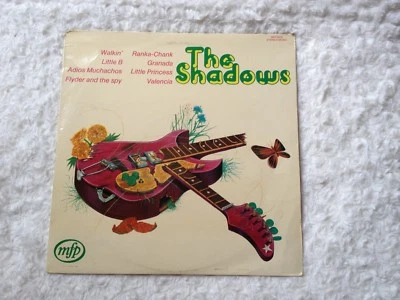 Walkin'
Little B
Adios Muchachos
Flyder and the spy
Ranka-Chank
Granada
Little Princess
Valencia
The
Shadows
mfp